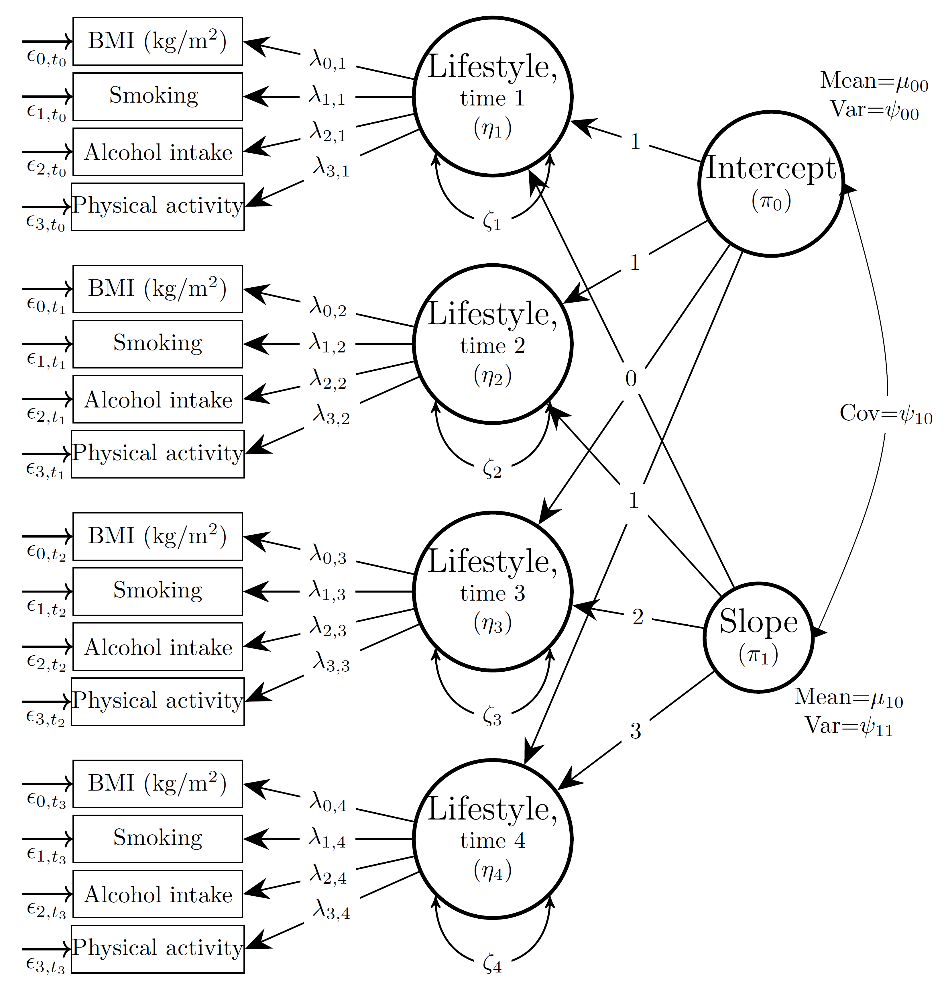 BMI (kg/m²)
ϵ₀,ₜ₀
Smoking
ϵ₁,ₜ₀
Alcohol intake
ϵ₂,ₜ₀
Physical activity
ϵ₃,ₜ₀
λ₀,₁
λ₁,₁
λ₂,₁
λ₃,₁
Lifestyle,
time 1
(η₁)
ζ₁
BMI (kg/m²)
ϵ₀,ₜ₁
Smoking
ϵ₁,ₜ₁
Alcohol intake
ϵ₂,ₜ₁
Physical activity
ϵ₃,ₜ₁
λ₀,₂
λ₁,₂
λ₂,₂
λ₃,₂
Lifestyle,
time 2
(η₂)
ζ₂
BMI (kg/m²)
ϵ₀,ₜ₂
Smoking
ϵ₁,ₜ₂
Alcohol intake
ϵ₂,ₜ₂
Physical activity
ϵ₃,ₜ₂
λ₀,₃
λ₁,₃
λ₂,₃
λ₃,₃
Lifestyle,
time 3
(η₃)
ζ₃
BMI (kg/m²)
ϵ₀,ₜ₃
Smoking
ϵ₁,ₜ₃
Alcohol intake
ϵ₂,ₜ₃
Physical activity
ϵ₃,ₜ₃
λ₀,₄
λ₁,₄
λ₂,₄
λ₃,₄
Lifestyle,
time 4
(η₄)
ζ₄
1
1
0
1
2
3
Mean=μ₀₀
Var=ψ₀₀
Intercept
(π₀)
Cov=ψ₁₀
Slope
(π₁)
Mean=μ₁₀
Var=ψ₁₁